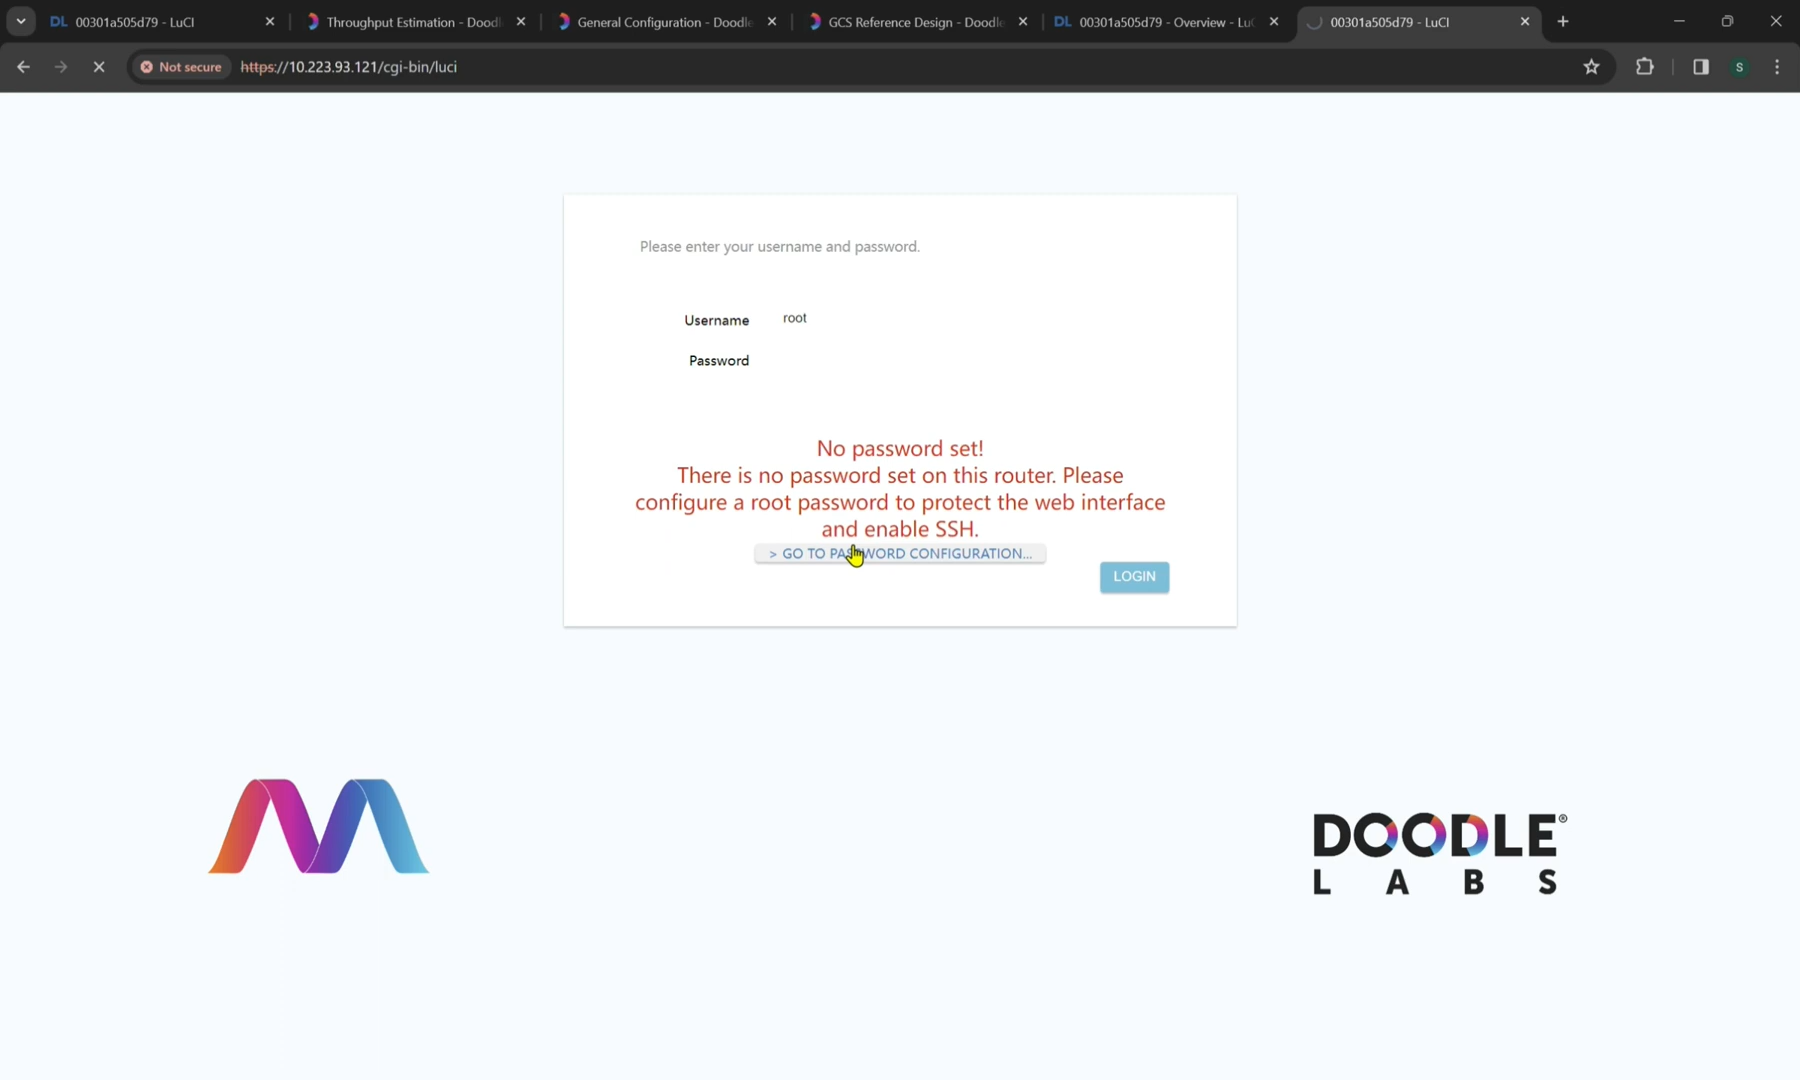 DL 00301a505d79 - LuCI
Throughput Estimation - Doodl
General Configuration - Doodle
GCS Reference Design - Doodle
DL 00301a505d79 - Overview - Lu
00301a505d79 - LuCI
Not secure
https://10.223.93.121/cgi-bin/luci
S
Please enter your username and password.
Username root
Password
No password set!
There is no password set on this router. Please
configure a root password to protect the web interface
and enable SSH.
> GO TO PASSWORD CONFIGURATION...
LOGIN
DOODLE®
LABS